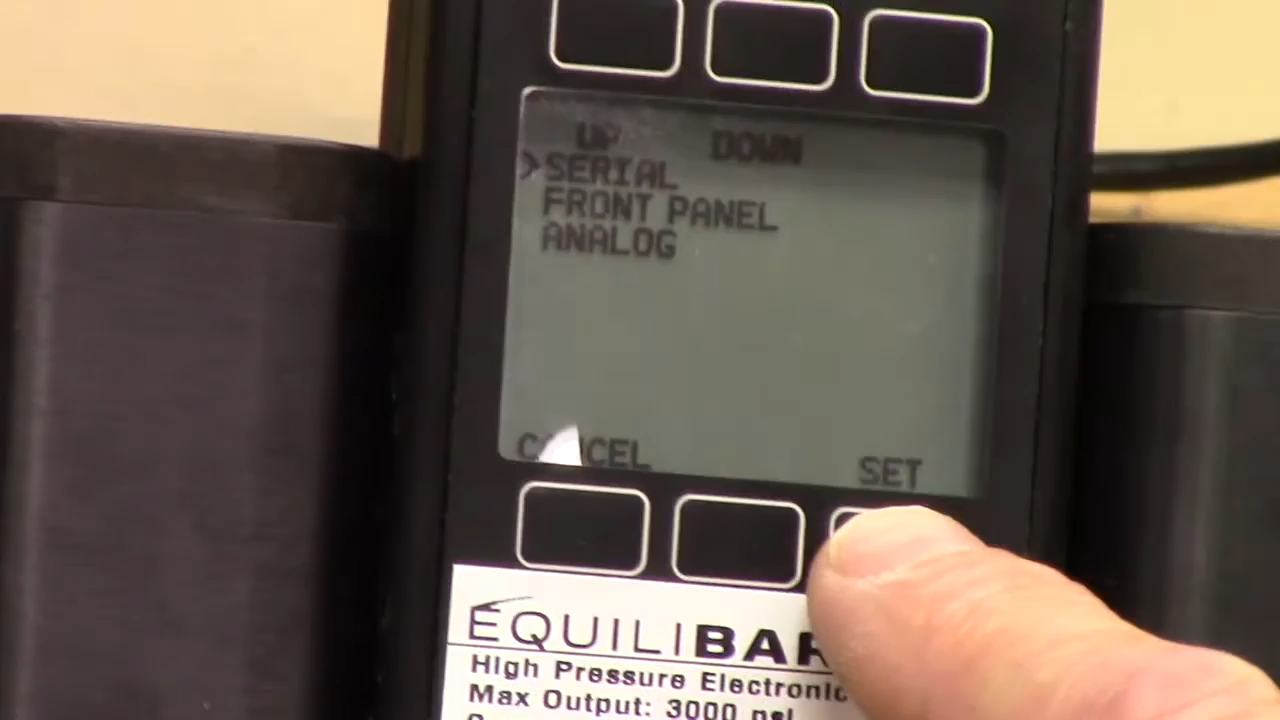 UP DOWN
>SERIAL
FRONT PANEL
ANALOG
CANCEL SET
EQUILIBAR
High Pressure Electronic
Max Output: 3000 psi